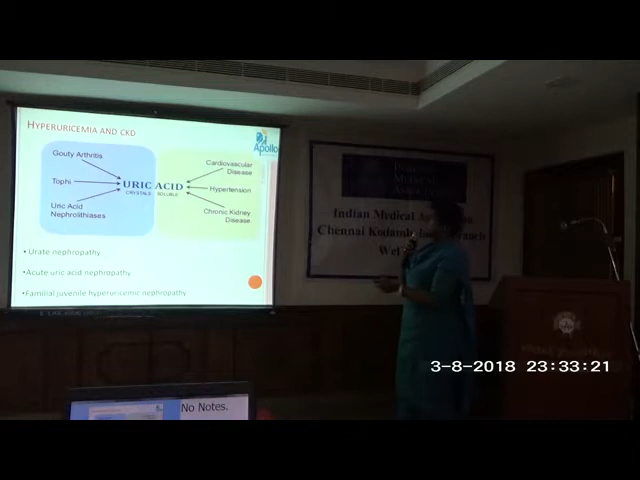 HYPERURICEMIA AND CKD
Apollo
Gouty Arthritis
Tophi
Uric Acid
Nephrolithiases
URIC ACID
CRYSTALS SOLUBLE
Cardiovascular
Disease
Hypertension
Chronic Kidney
Disease
• Urate nephropathy
• Acute uric acid nephropathy
• Familial juvenile hyperuricemic nephropathy
Indian Medical
Chennai
3-8-2018 23:33:21
No Notes.